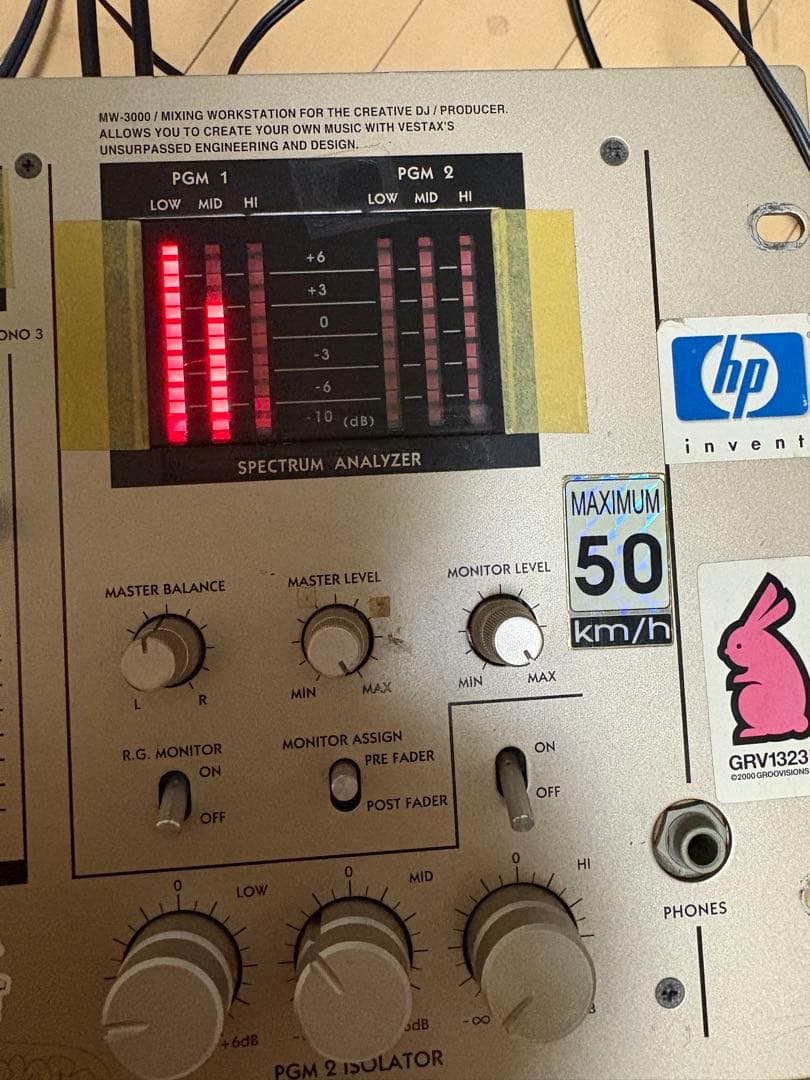 MW-3000 / MIXING WORKSTATION FOR THE CREATIVE DJ / PRODUCER.
ALLOWS YOU TO CREATE YOUR OWN MUSIC WITH VESTAX'S
UNSURPASSED ENGINEERING AND DESIGN.
PGM 1
PGM 2
LOW MID HI
LOW MID HI
+6
+3
0
-3
-6
-10 (dB)
SPECTRUM ANALYZER
ONO 3
hp
invent
MAXIMUM
50
km/h
MASTER BALANCE
L R
MASTER LEVEL
MIN MAX
MONITOR LEVEL
MIN MAX
R.G. MONITOR
ON
OFF
MONITOR ASSIGN
PRE FADER
POST FADER
ON
OFF
GRV1323
©2000 GROOVISIONS
PHONES
0 LOW
+6dB
0 MID
dB
0 HI
-∞
PGM 2 ISOLATOR